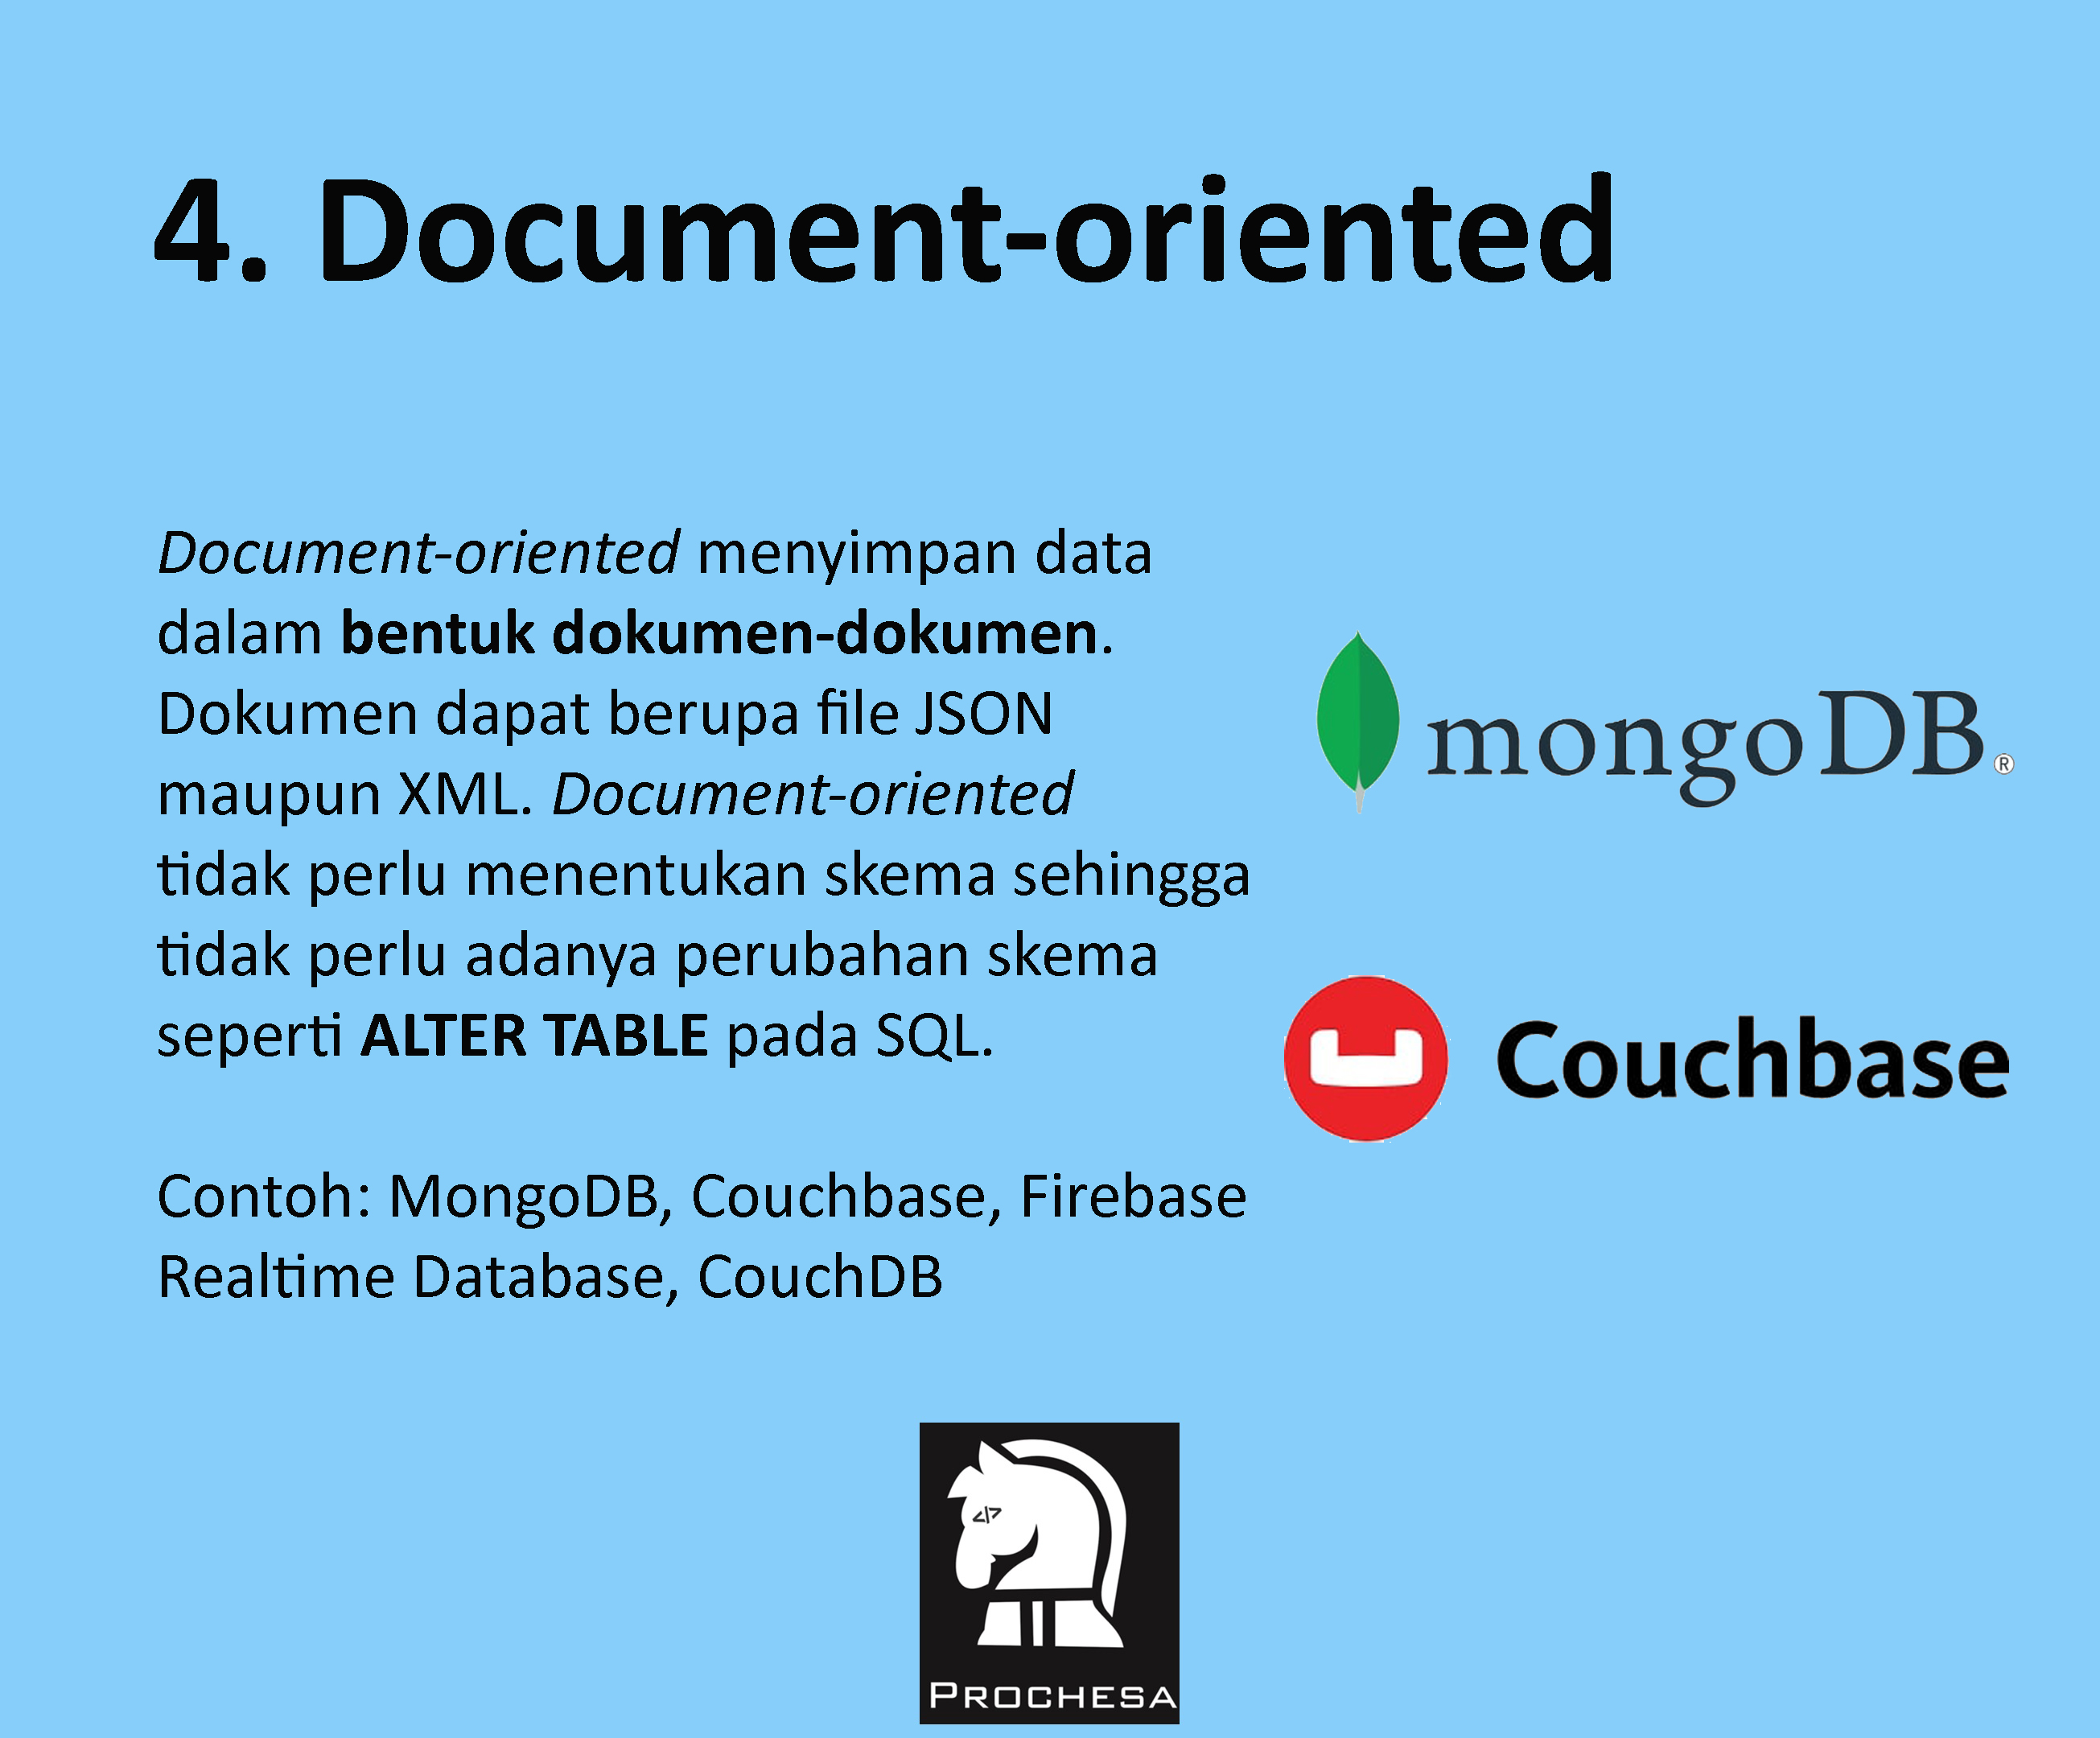 4. Document-oriented
Document-oriented menyimpan data
dalam bentuk dokumen-dokumen.
Dokumen dapat berupa file JSON
maupun XML. Document-oriented
tidak perlu menentukan skema sehingga
tidak perlu adanya perubahan skema
seperti ALTER TABLE pada SQL.
Contoh: MongoDB, Couchbase, Firebase
Realtime Database, CouchDB
mongoDB®
Couchbase
</>
PROCHESA